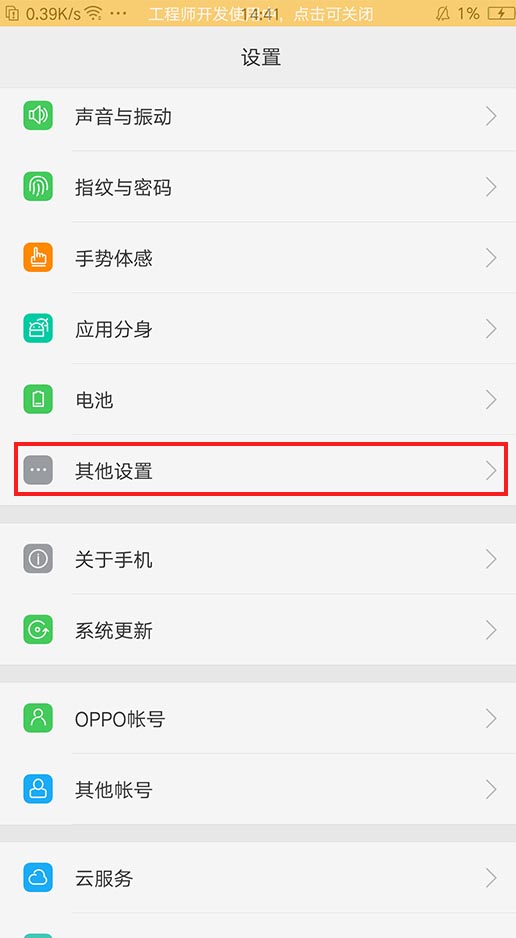 0.39K/s ... 工程师开发使用中，点击可关闭 14:41 1%
设置
声音与振动
指纹与密码
手势体感
应用分身
电池
其他设置
关于手机
系统更新
OPPO帐号
其他帐号
云服务